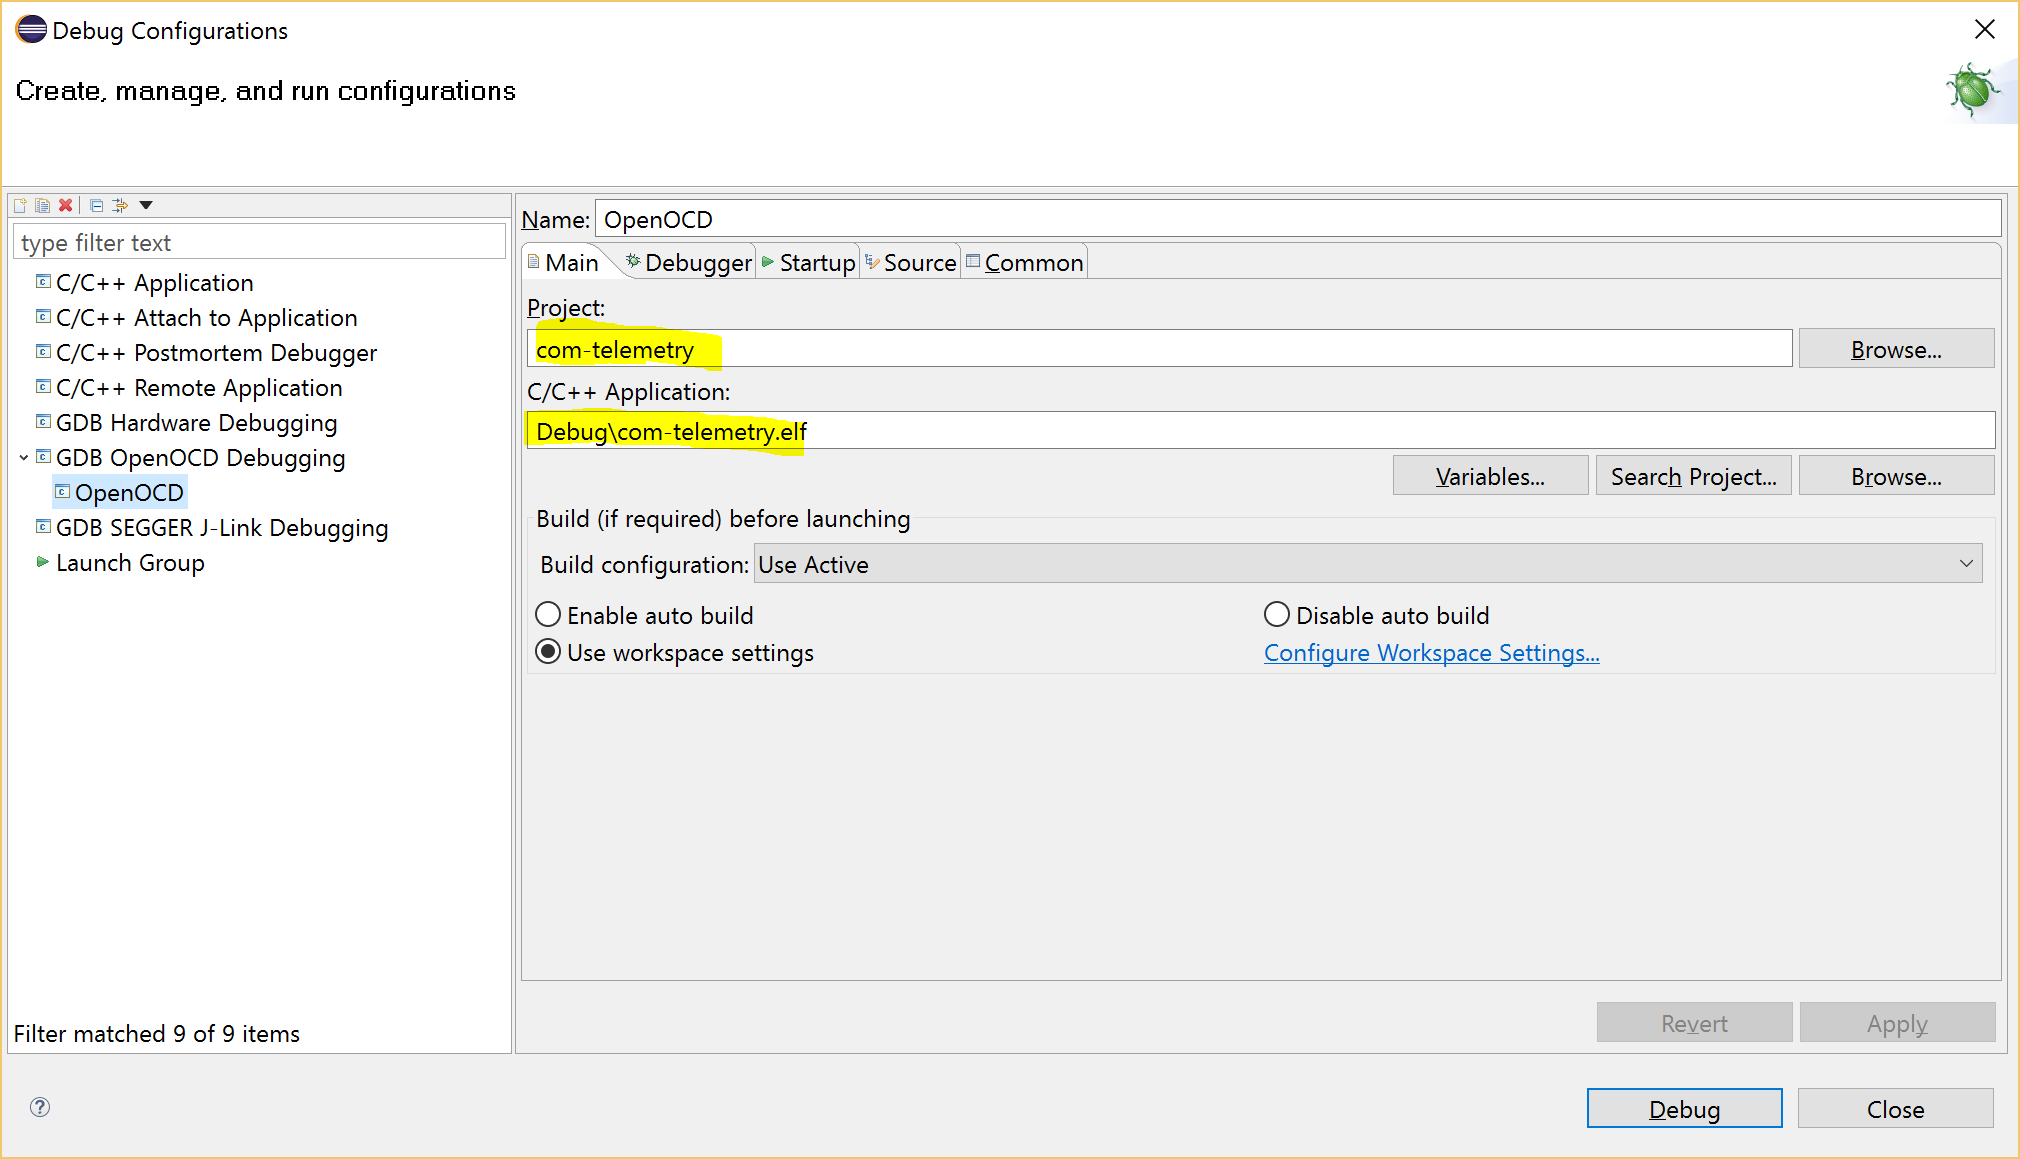 Debug Configurations
Create, manage, and run configurations
type filter text
C/C++ Application
C/C++ Attach to Application
C/C++ Postmortem Debugger
C/C++ Remote Application
GDB Hardware Debugging
GDB OpenOCD Debugging
OpenOCD
GDB SEGGER J-Link Debugging
Launch Group
Filter matched 9 of 9 items
Name: OpenOCD
Main Debugger Startup Source Common
Project:
com-telemetry Browse...
C/C++ Application:
Debug\com-telemetry.elf
Variables... Search Project... Browse...
Build (if required) before launching
Build configuration: Use Active
Enable auto build Disable auto build
Use workspace settings Configure Workspace Settings...
Revert Apply
? Debug Close